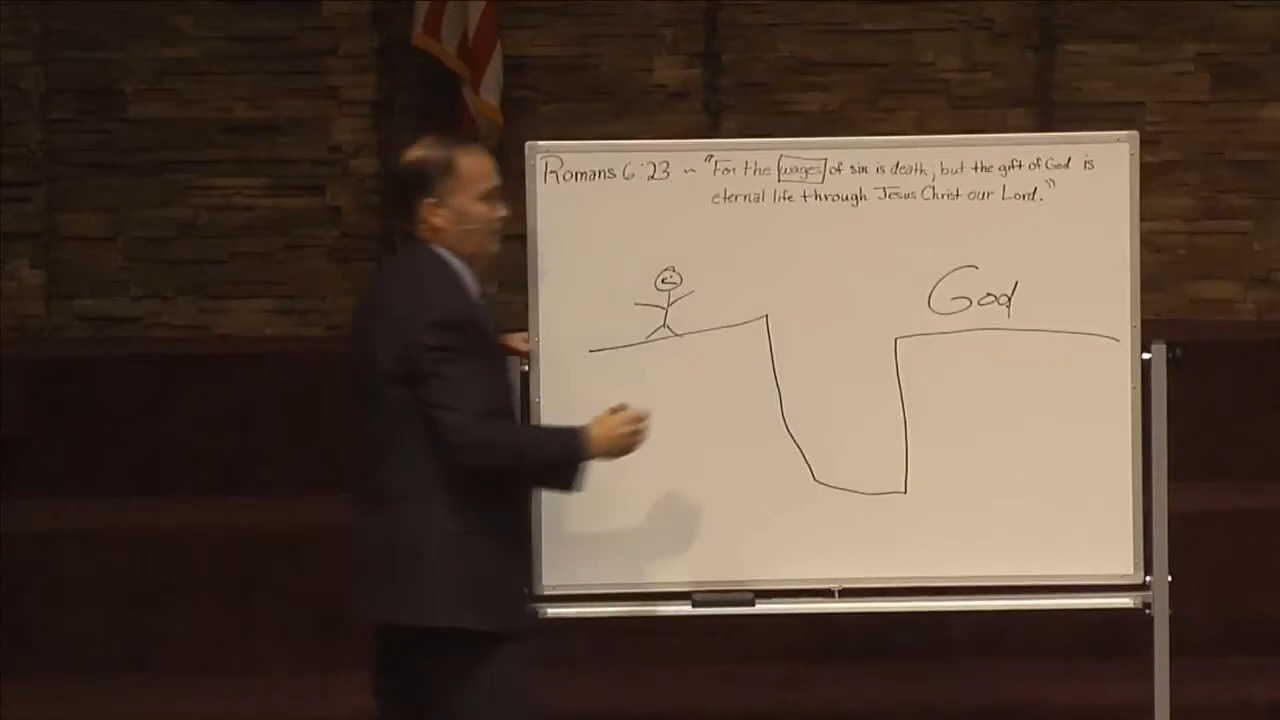 Romans 6:23 ~ "For the wages of sin is death; but the gift of God is
eternal life through Jesus Christ our Lord."
God